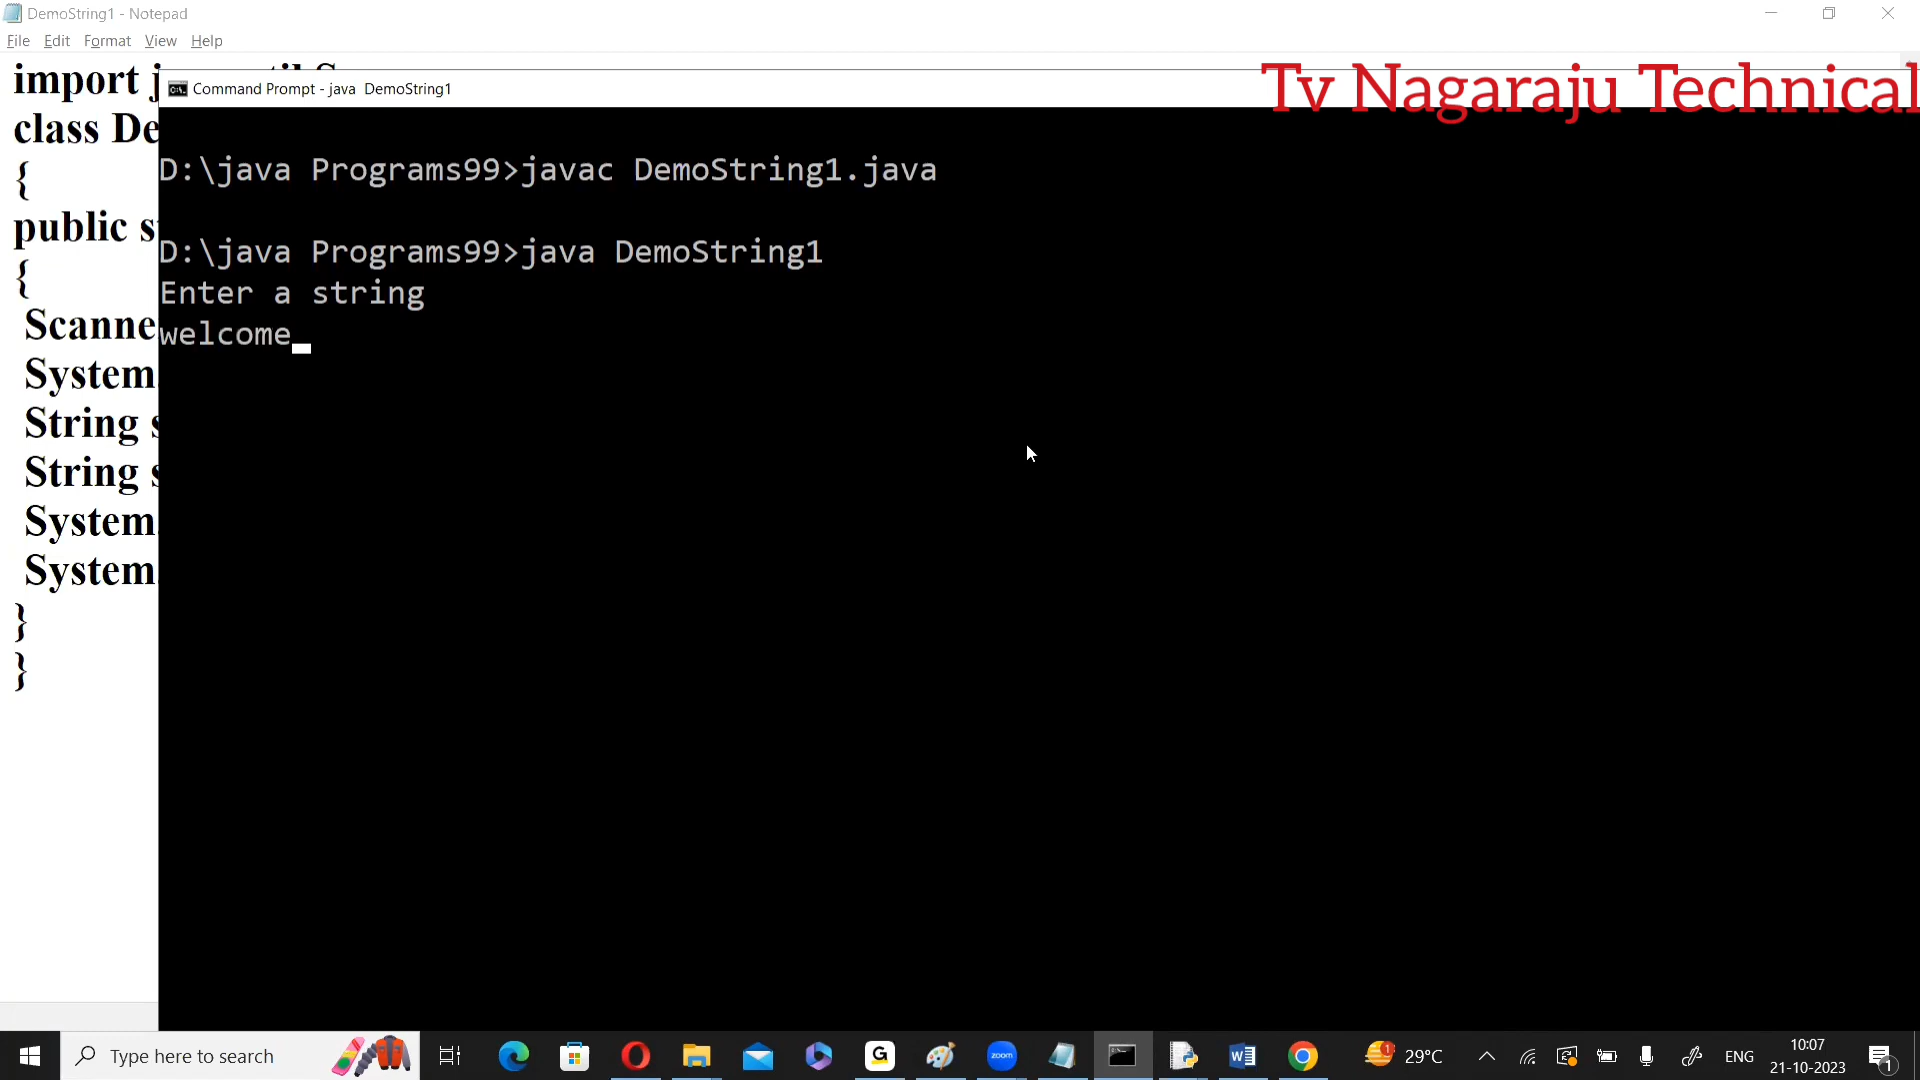 DemoString1 - Notepad
File Edit Format View Help
import
class De
{
public
{
Scanne
System.
String
String
System.
System.
}
}
Command Prompt - java  DemoString1
Tv Nagaraju Technical
D:\java Programs99>javac DemoString1.java
D:\java Programs99>java DemoString1
Enter a string
welcome
Type here to search
zoom
29°C
ENG
10:07
21-10-2023
1